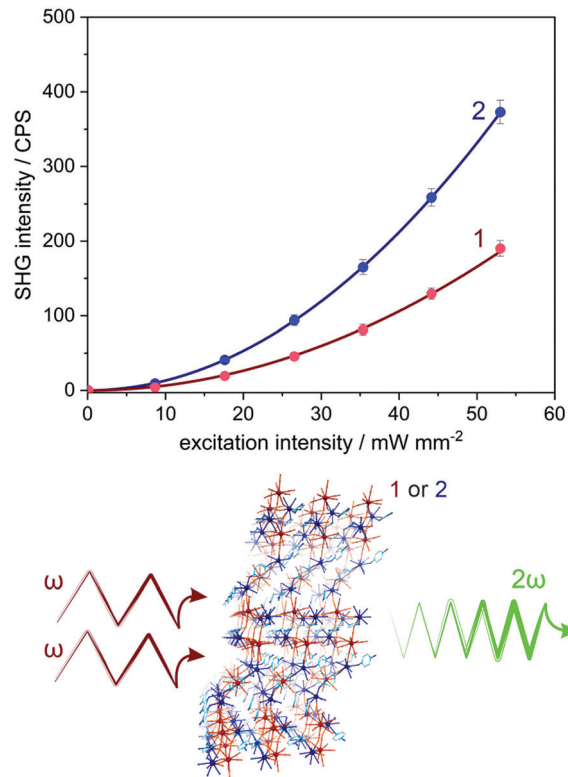 500
400
300
200
100
0
SHG intensity / CPS
2
1
0 10 20 30 40 50 60
excitation intensity / mW mm⁻²
1 or 2
ω
2ω
ω